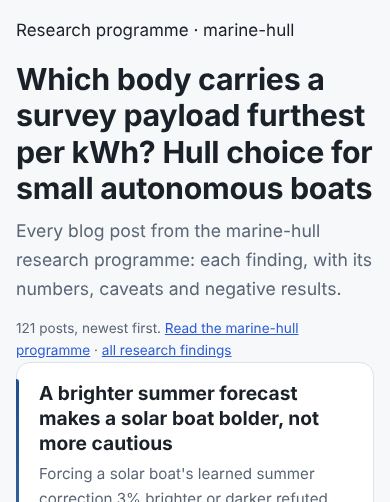 Research programme · marine-hull
Which body carries a
survey payload furthest
per kWh? Hull choice for
small autonomous boats
Every blog post from the marine-hull
research programme: each finding, with its
numbers, caveats and negative results.
121 posts, newest first. Read the marine-hull
programme · all research findings
A brighter summer forecast
makes a solar boat bolder, not
more cautious
Forcing a solar boat's learned summer
correction 3% brighter or darker refuted